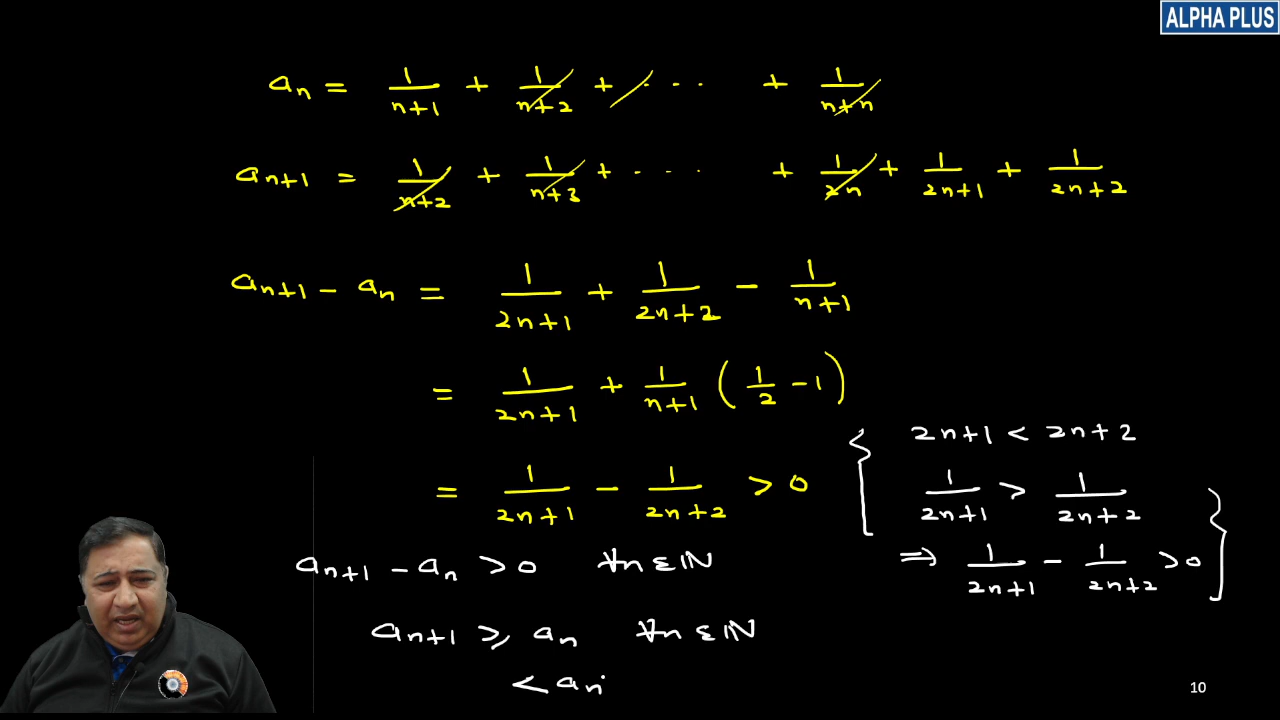 ALPHA PLUS
aₙ = 1/(n+1) + 1/(n+2) + ... + 1/(n+n)
aₙ₊₁ = 1/(n+2) + 1/(n+3) + ... + 1/2n + 1/(2n+1) + 1/(2n+2)
aₙ₊₁ - aₙ = 1/(2n+1) + 1/(2n+2) - 1/(n+1)
= 1/(2n+1) + 1/(n+1) (1/2 - 1)
= 1/(2n+1) - 1/(2n+2) > 0
2n+1 < 2n+2
1/(2n+1) > 1/(2n+2)
⇒ 1/(2n+1) - 1/(2n+2) > 0
aₙ₊₁ - aₙ > 0 ∀n ∈ ℕ
aₙ₊₁ ≥ aₙ ∀n ∈ ℕ
< aₙ
10